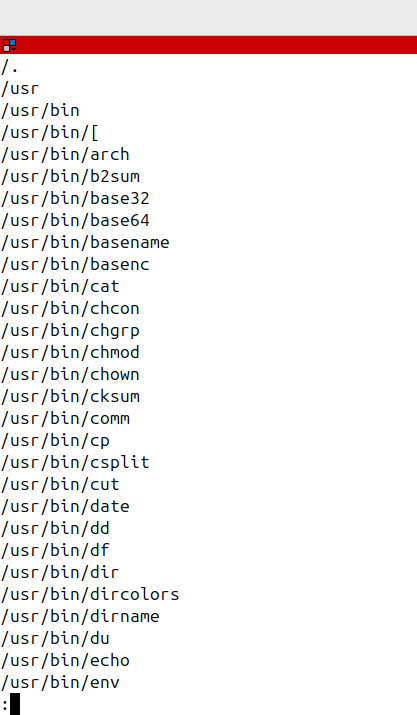 /.
/usr
/usr/bin
/usr/bin/[
/usr/bin/arch
/usr/bin/b2sum
/usr/bin/base32
/usr/bin/base64
/usr/bin/basename
/usr/bin/basenc
/usr/bin/cat
/usr/bin/chcon
/usr/bin/chgrp
/usr/bin/chmod
/usr/bin/chown
/usr/bin/cksum
/usr/bin/comm
/usr/bin/cp
/usr/bin/csplit
/usr/bin/cut
/usr/bin/date
/usr/bin/dd
/usr/bin/df
/usr/bin/dir
/usr/bin/dircolors
/usr/bin/dirname
/usr/bin/du
/usr/bin/echo
/usr/bin/env
: